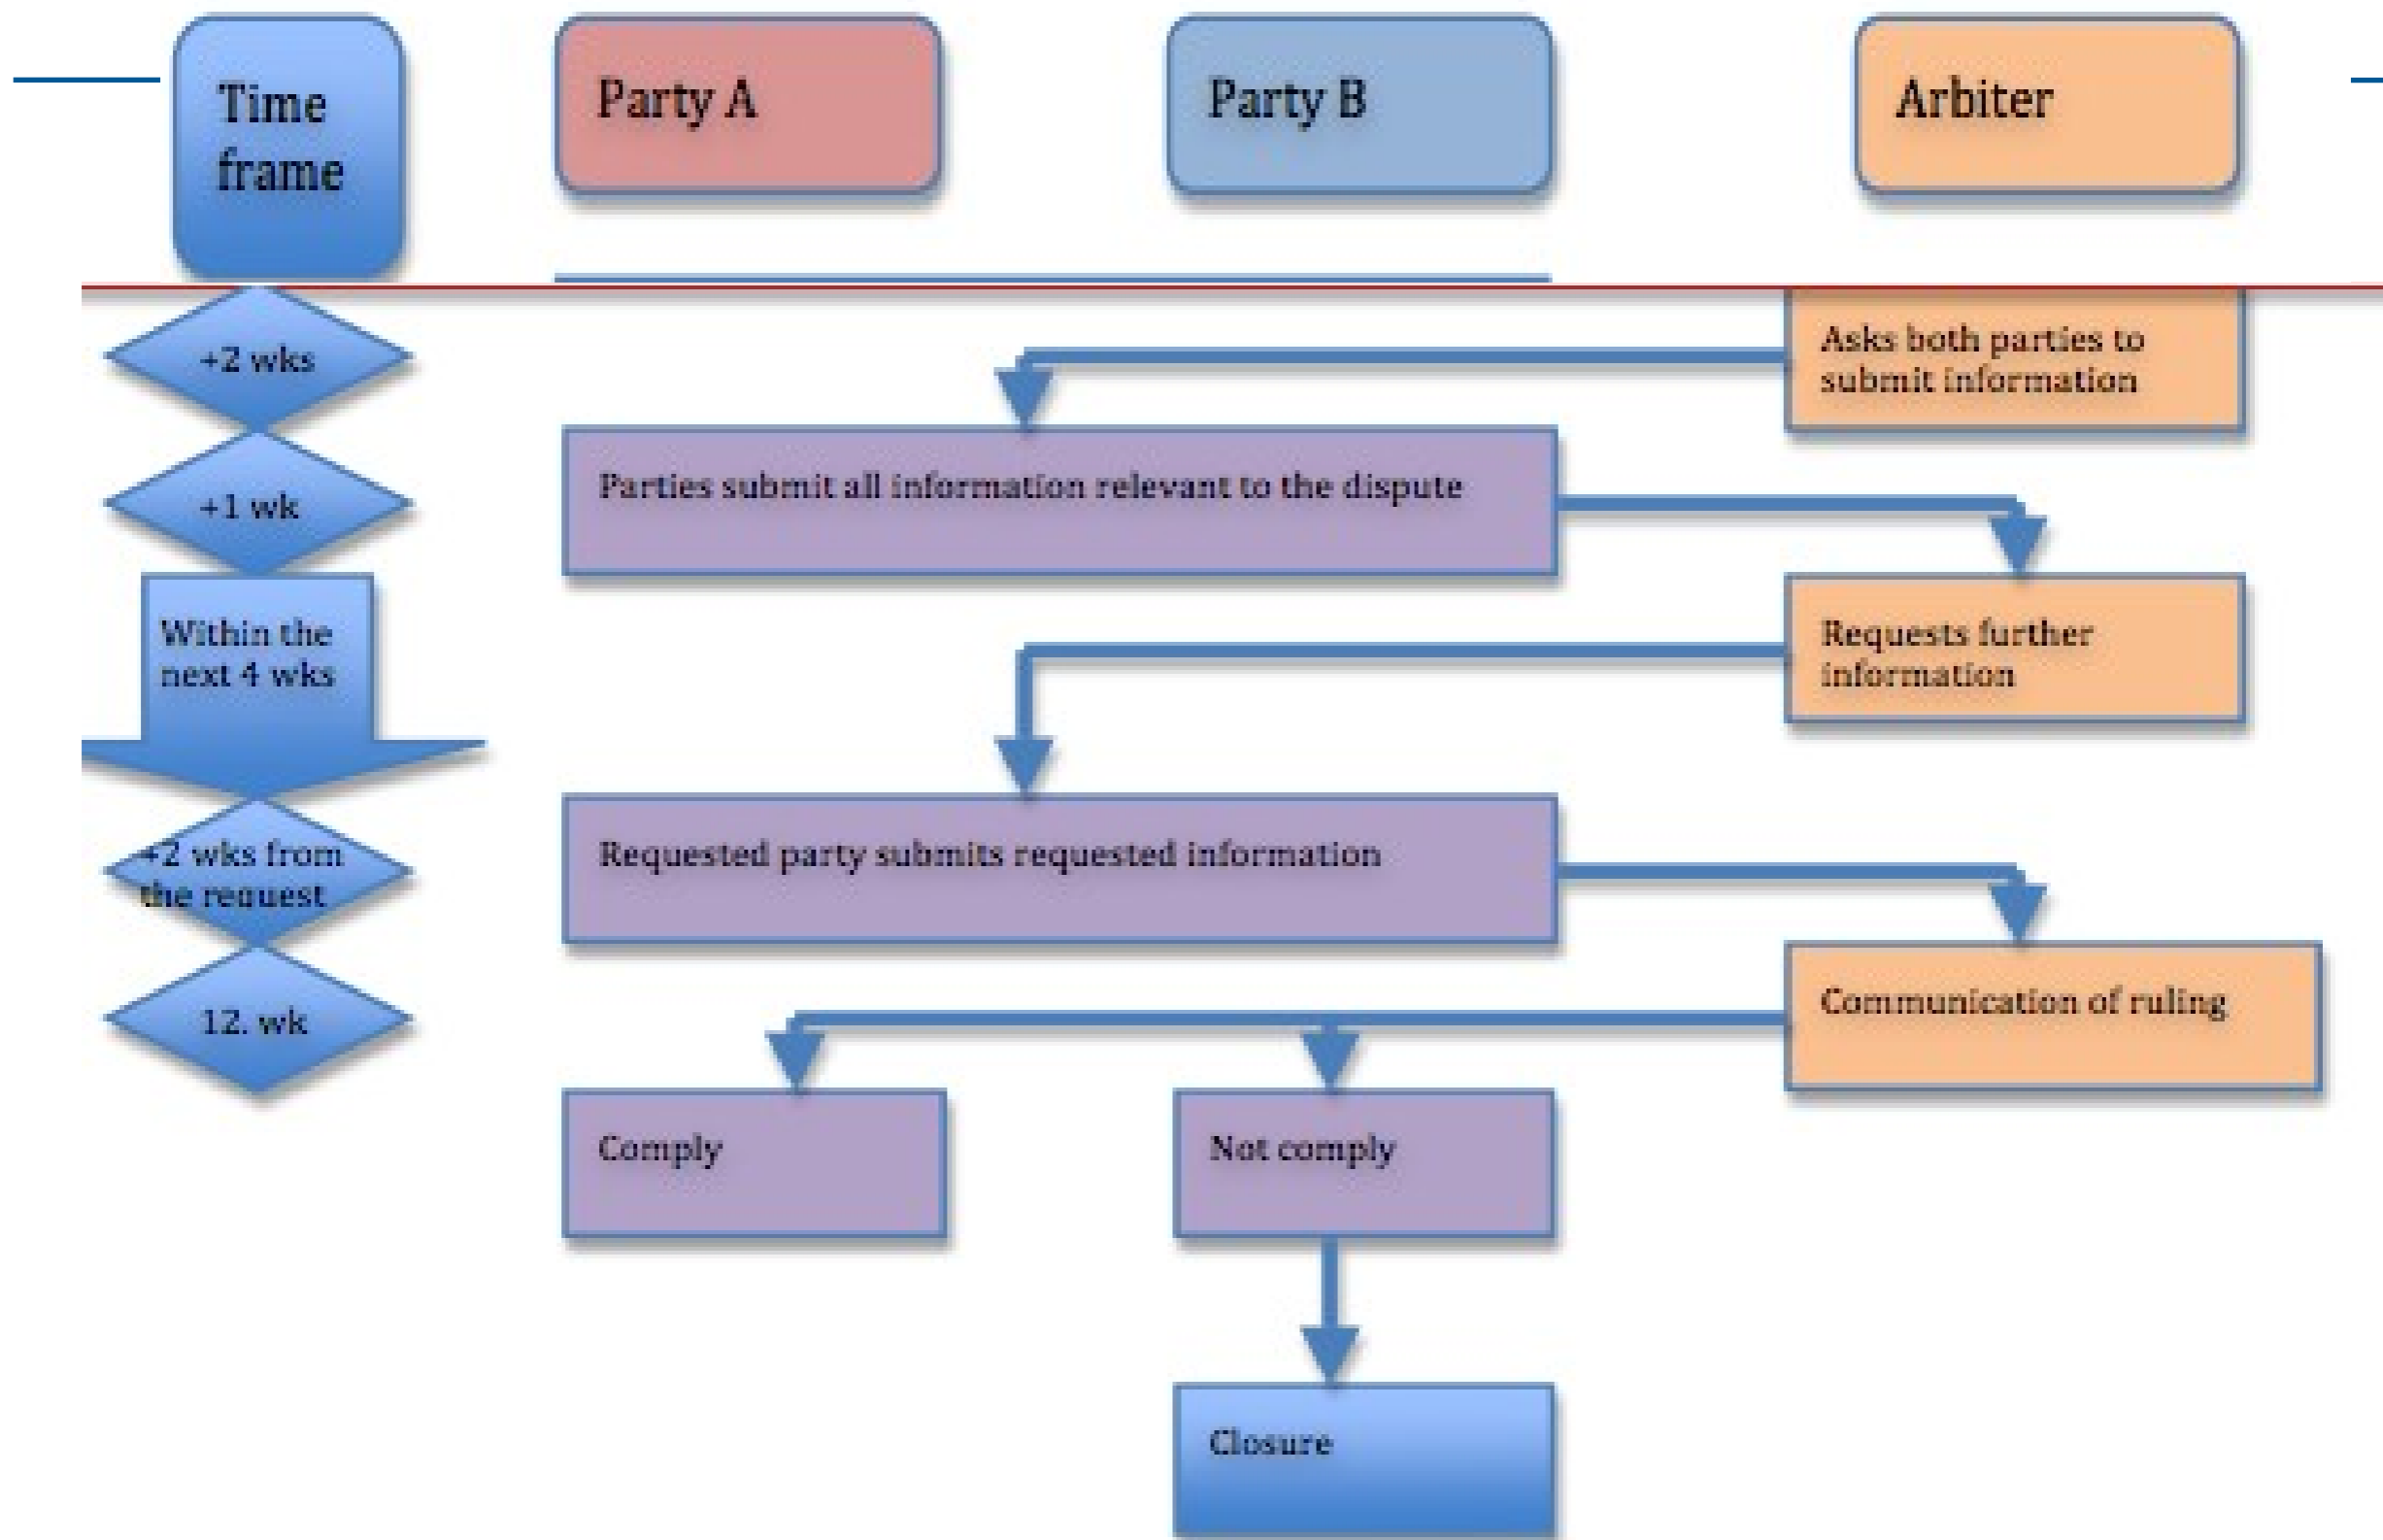 Time
frame
Party A
Party B
Arbiter
+2 wks
Asks both parties to
submit information
+1 wk
Parties submit all information relevant to the dispute
Within the
next 4 wks
Requests further
information
+2 wks from
the request
Requested party submits requested information
12. wk
Communication of ruling
Comply
Not comply
Closure